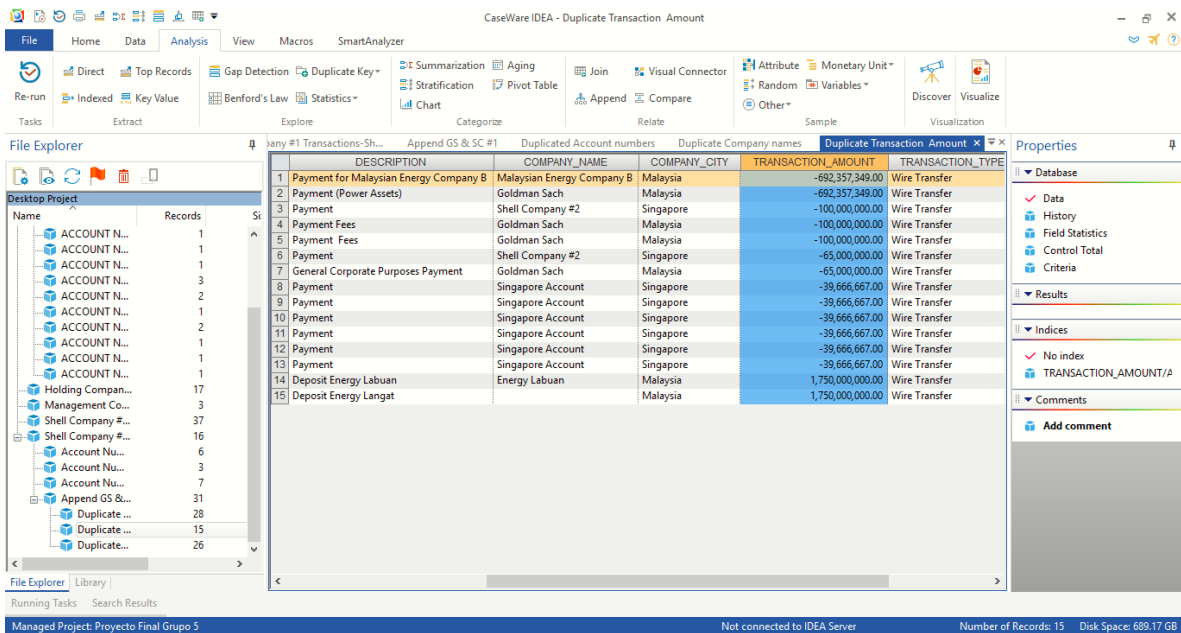 CaseWare IDEA - Duplicate Transaction Amount
File Home Data Analysis View Macros SmartAnalyzer
Re-run
Tasks
Direct Top Records
Indexed Key Value
Extract
Gap Detection Duplicate Key
Benford's Law Statistics
Explore
Summarization Aging
Stratification Pivot Table
Chart
Categorize
Join Visual Connector
Append Compare
Relate
Attribute Monetary Unit
Random Variables
Other
Sample
Discover Visualize
Visualization
File Explorer
Desktop Project
Name Records Si
ACCOUNT N... 1
ACCOUNT N... 1
ACCOUNT N... 1
ACCOUNT N... 3
ACCOUNT N... 2
ACCOUNT N... 1
ACCOUNT N... 2
ACCOUNT N... 1
ACCOUNT N... 1
ACCOUNT N... 1
Holding Compan... 17
Management Co... 3
Shell Company #... 37
Shell Company #... 16
Account Nu... 6
Account Nu... 3
Account Nu... 7
Append GS &... 31
Duplicate ... 28
Duplicate ... 15
Duplicate... 26
File Explorer Library
Running Tasks Search Results
pany #1 Transactions-Sh... Append GS & SC #1 Duplicated Account numbers Duplicate Company names Duplicate Transaction Amount
DESCRIPTION COMPANY_NAME COMPANY_CITY TRANSACTION_AMOUNT TRANSACTION_TYPE
1 Payment for Malaysian Energy Company B Malaysian Energy Company B Malaysia -692,357,349.00 Wire Transfer
2 Payment (Power Assets) Goldman Sach Malaysia -692,357,349.00 Wire Transfer
3 Payment Shell Company #2 Singapore -100,000,000.00 Wire Transfer
4 Payment Fees Goldman Sach Malaysia -100,000,000.00 Wire Transfer
5 Payment Fees Goldman Sach Malaysia -100,000,000.00 Wire Transfer
6 Payment Shell Company #2 Singapore -65,000,000.00 Wire Transfer
7 General Corporate Purposes Payment Goldman Sach Malaysia -65,000,000.00 Wire Transfer
8 Payment Singapore Account Singapore -39,666,667.00 Wire Transfer
9 Payment Singapore Account Singapore -39,666,667.00 Wire Transfer
10 Payment Singapore Account Singapore -39,666,667.00 Wire Transfer
11 Payment Singapore Account Singapore -39,666,667.00 Wire Transfer
12 Payment Singapore Account Singapore -39,666,667.00 Wire Transfer
13 Payment Singapore Account Singapore -39,666,667.00 Wire Transfer
14 Deposit Energy Labuan Energy Labuan Malaysia 1,750,000,000.00 Wire Transfer
15 Deposit Energy Langat Malaysia 1,750,000,000.00 Wire Transfer
Properties
Database
Data
History
Field Statistics
Control Total
Criteria
Results
Indices
No index
TRANSACTION_AMOUNT/A
Comments
Add comment
Managed Project: Proyecto Final Grupo 5 Not connected to IDEA Server Number of Records: 15 Disk Space: 689.17 GB